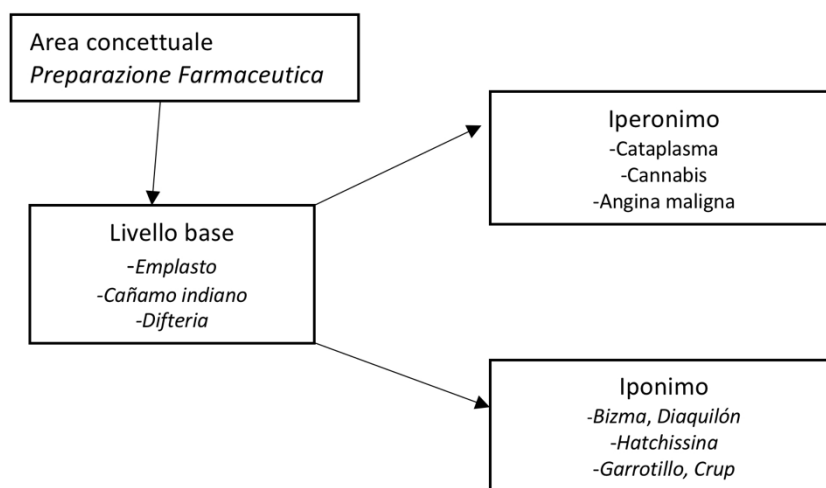 Area concettuale
Preparazione Farmaceutica
Iperonimo
-Cataplasma
-Cannabis
-Angina maligna
Livello base
-Emplasto
-Cañamo indiano
-Difteria
Iponimo
-Bizma, Diaquilón
-Hatchissina
-Garrotillo, Crup